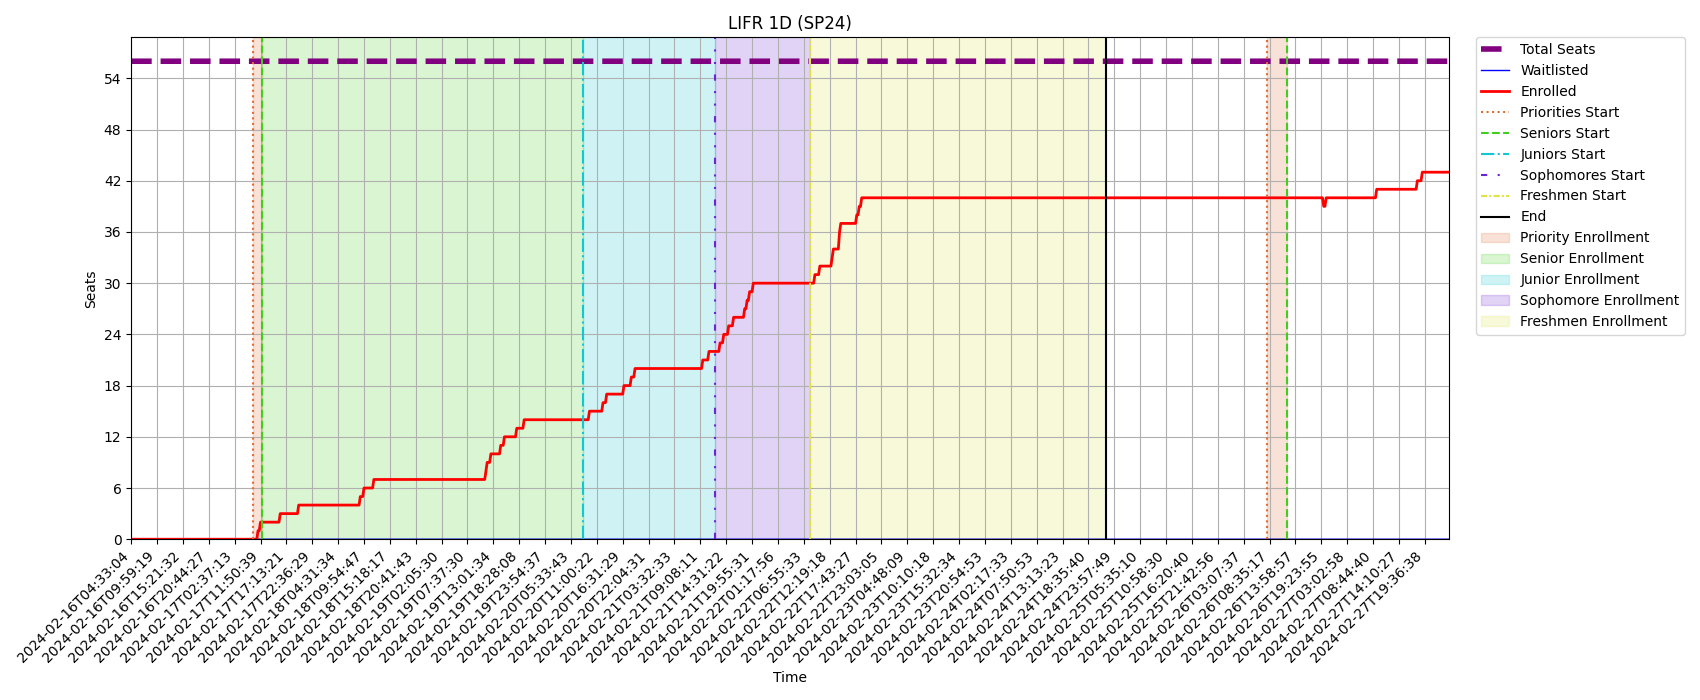 LIFR 1D (SP24)
Total Seats
Waitlisted
Enrolled
Priorities Start
Seniors Start
Juniors Start
Sophomores Start
Freshmen Start
End
Priority Enrollment
Senior Enrollment
Junior Enrollment
Sophomore Enrollment
Freshmen Enrollment
Seats
54
48
42
36
30
24
18
12
6
0
2024-02-16T04:33:04
2024-02-16T09:59:19
2024-02-16T15:21:32
2024-02-16T20:44:27
2024-02-17T02:37:13
2024-02-17T11:50:39
2024-02-17T17:13:21
2024-02-17T22:36:29
2024-02-18T04:31:34
2024-02-18T09:54:47
2024-02-18T15:18:17
2024-02-18T20:41:43
2024-02-19T02:05:30
2024-02-19T07:37:30
2024-02-19T13:01:34
2024-02-19T18:28:08
2024-02-19T23:54:37
2024-02-20T05:33:43
2024-02-20T11:00:22
2024-02-20T16:31:29
2024-02-20T22:04:31
2024-02-21T03:32:33
2024-02-21T09:08:11
2024-02-21T14:31:22
2024-02-21T19:55:31
2024-02-22T01:17:56
2024-02-22T06:55:33
2024-02-22T12:19:18
2024-02-22T17:43:27
2024-02-22T23:03:05
2024-02-23T04:48:09
2024-02-23T10:10:18
2024-02-23T15:32:34
2024-02-23T20:54:53
2024-02-24T02:17:33
2024-02-24T07:50:53
2024-02-24T13:13:23
2024-02-24T18:35:40
2024-02-24T23:57:49
2024-02-25T05:35:10
2024-02-25T10:58:30
2024-02-25T16:20:40
2024-02-25T21:42:56
2024-02-26T03:07:37
2024-02-26T08:35:17
2024-02-26T13:58:57
2024-02-26T19:23:55
2024-02-27T03:02:58
2024-02-27T08:44:40
2024-02-27T14:10:27
2024-02-27T19:36:38
Time